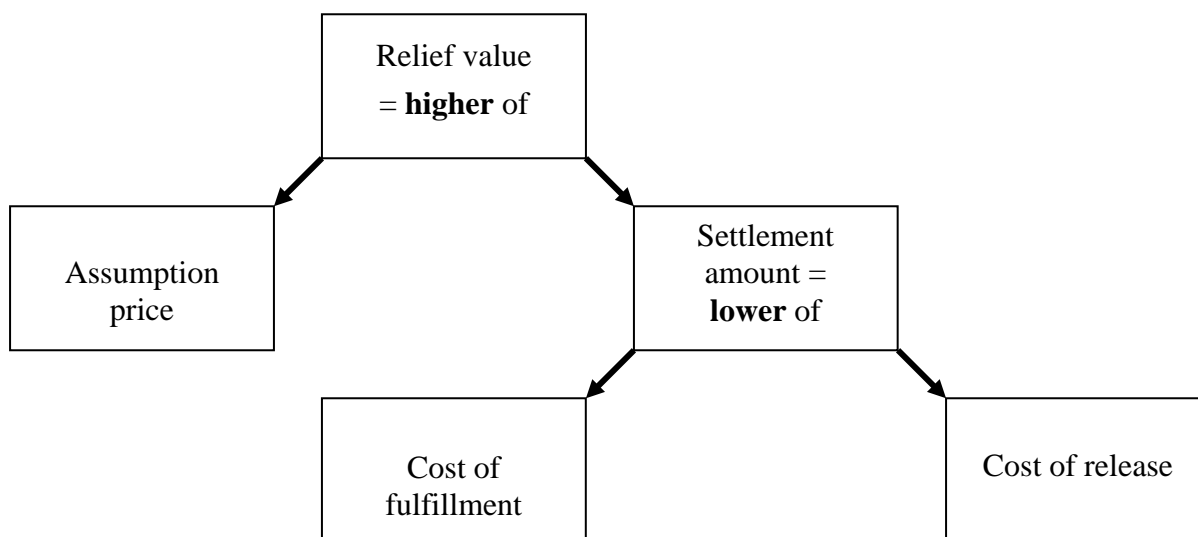 Relief value
= higher of
Assumption
price
Settlement
amount =
lower of
Cost of
fulfillment
Cost of release